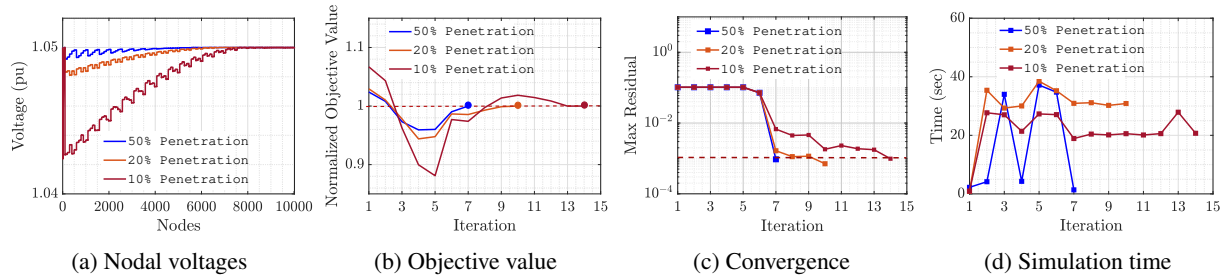 1.05
1.04
Voltage (pu)
50% Penetration
20% Penetration
10% Penetration
0 2000 4000 6000 8000 10000
Nodes
(a) Nodal voltages
1.1
1
0.9
Normalized Objective Value
50% Penetration
20% Penetration
10% Penetration
1 3 5 7 9 11 13 15
Iteration
(b) Objective value
10^0
10^-2
10^-4
Max Residual
50% Penetration
20% Penetration
10% Penetration
1 3 5 7 9 11 13 15
Iteration
(c) Convergence
60
40
20
0
Time (sec)
50% Penetration
20% Penetration
10% Penetration
1 3 5 7 9 11 13 15
Iteration
(d) Simulation time